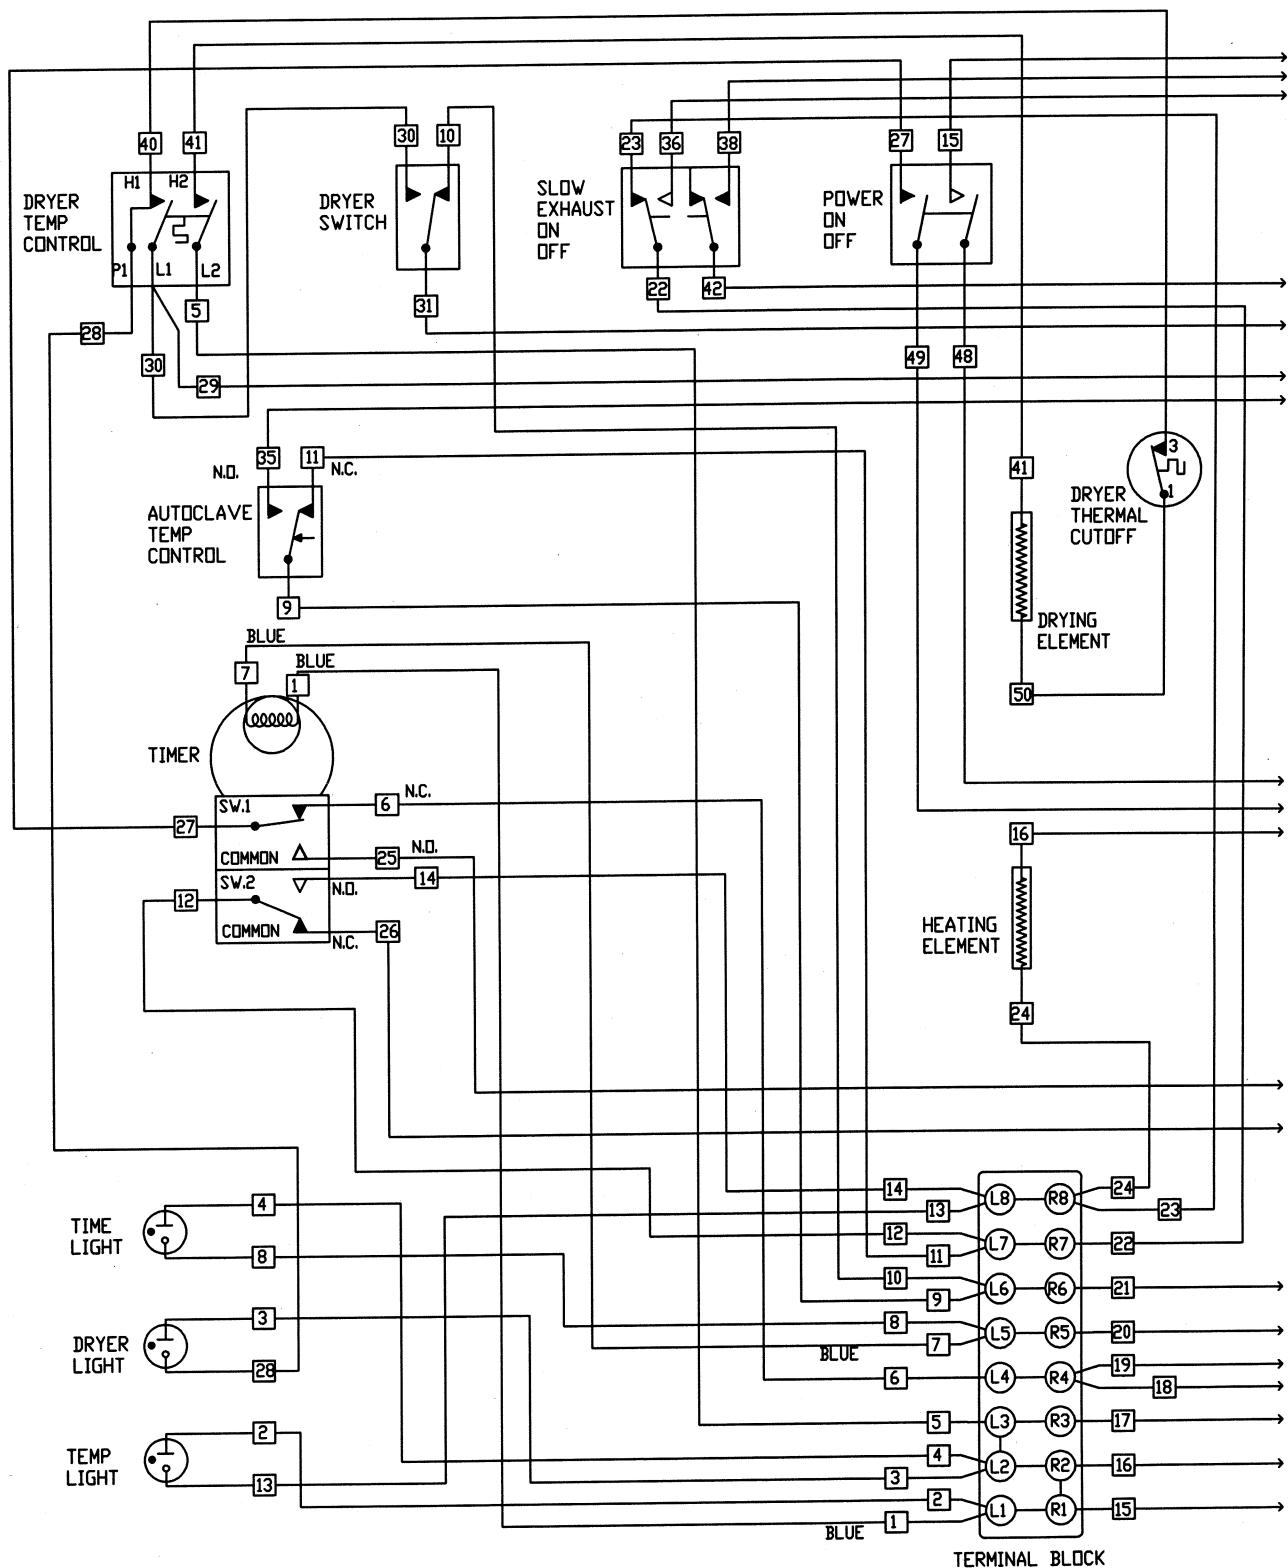 40
41
H1
H2
DRYER
TEMP
CONTROL
P1
L1
L2
5
28
30
29
30
10
DRYER
SWITCH
31
23
36
38
SLOW
EXHAUST
ON
OFF
22
42
27
15
POWER
ON
OFF
49
48
35
11
N.O.
N.C.
AUTOCLAVE
TEMP
CONTROL
9
41
3
1
DRYER
THERMAL
CUTOFF
DRYING
ELEMENT
50
BLUE
7
BLUE
1
TIMER
SW.1
6
N.C.
27
COMMON
25
N.O.
SW.2
N.O.
14
12
COMMON
N.C.
26
16
HEATING
ELEMENT
24
TIME
LIGHT
4
8
DRYER
LIGHT
3
28
TEMP
LIGHT
2
13
14
L8
R8
24
13
23
12
L7
R7
22
11
10
L6
R6
21
9
8
L5
R5
20
BLUE
7
6
L4
R4
19
18
5
L3
R3
17
4
L2
R2
16
3
2
L1
R1
15
BLUE
1
TERMINAL BLOCK